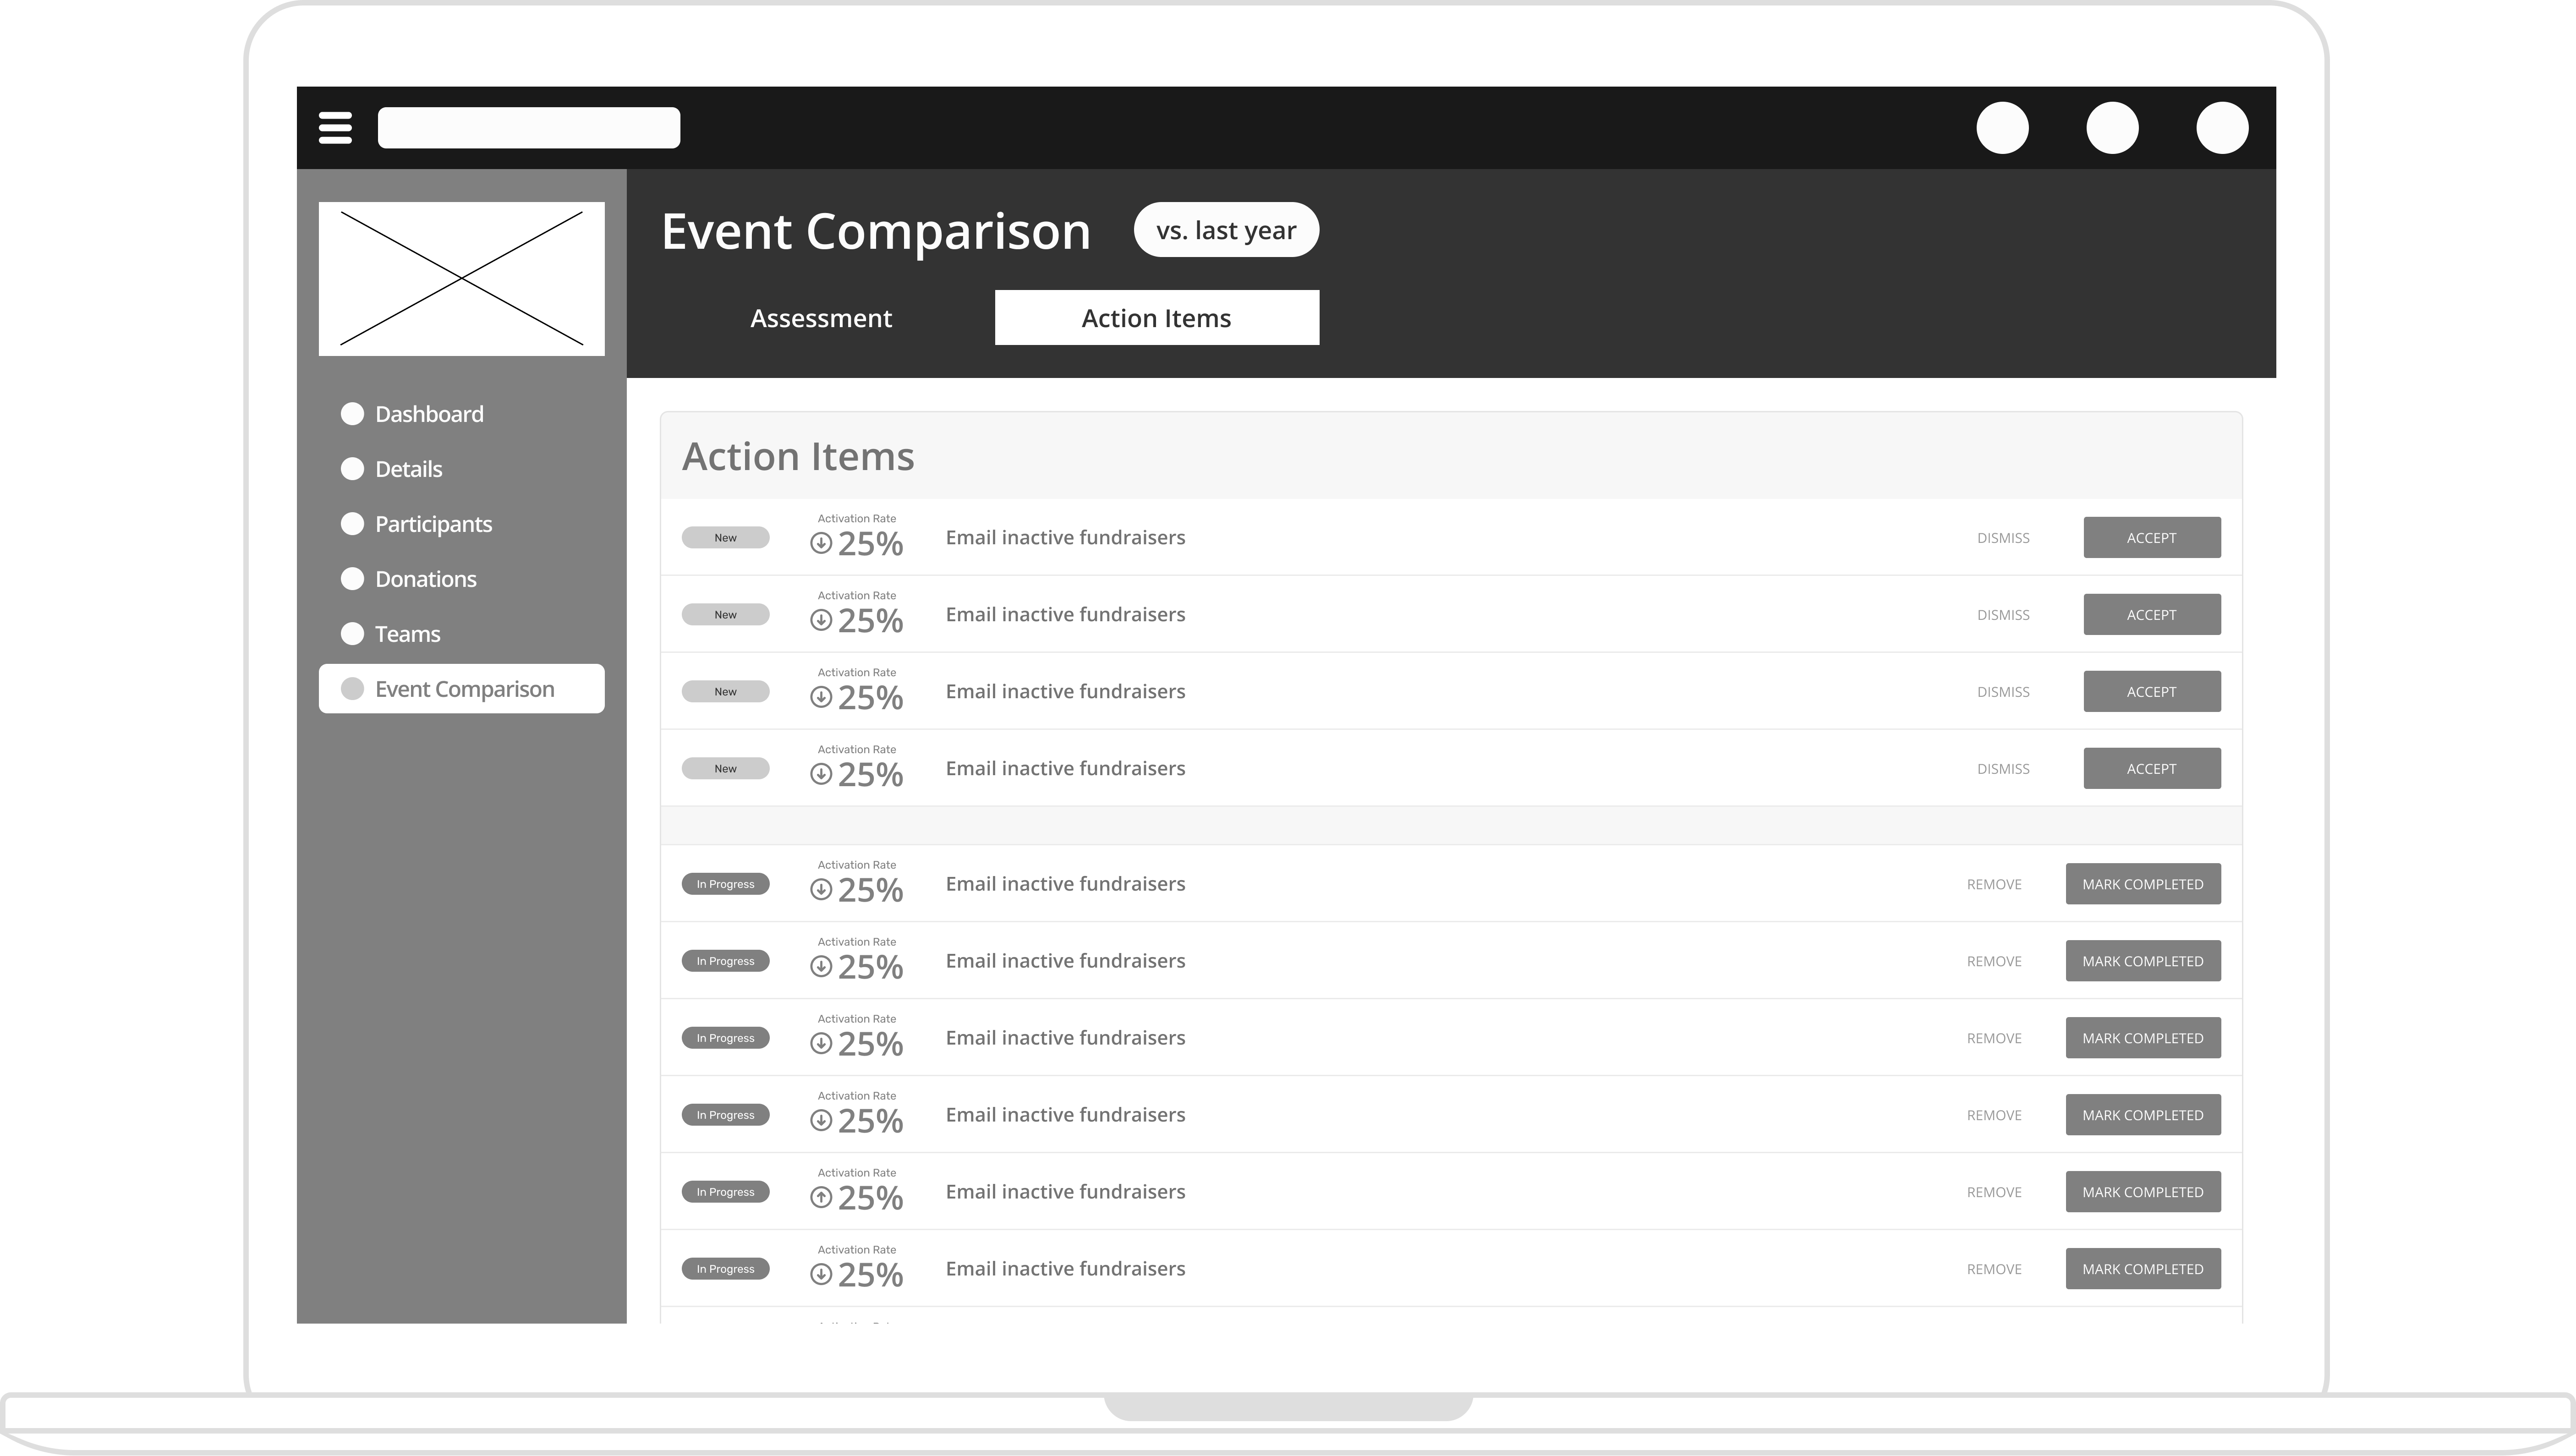 Event Comparison
vs. last year
Assessment
Action Items
Dashboard
Details
Participants
Donations
Teams
Event Comparison
Action Items
New
Activation Rate
25%
Email inactive fundraisers
DISMISS
ACCEPT
New
Activation Rate
25%
Email inactive fundraisers
DISMISS
ACCEPT
New
Activation Rate
25%
Email inactive fundraisers
DISMISS
ACCEPT
New
Activation Rate
25%
Email inactive fundraisers
DISMISS
ACCEPT
In Progress
Activation Rate
25%
Email inactive fundraisers
REMOVE
MARK COMPLETED
In Progress
Activation Rate
25%
Email inactive fundraisers
REMOVE
MARK COMPLETED
In Progress
Activation Rate
25%
Email inactive fundraisers
REMOVE
MARK COMPLETED
In Progress
Activation Rate
25%
Email inactive fundraisers
REMOVE
MARK COMPLETED
In Progress
Activation Rate
25%
Email inactive fundraisers
REMOVE
MARK COMPLETED
In Progress
Activation Rate
25%
Email inactive fundraisers
REMOVE
MARK COMPLETED